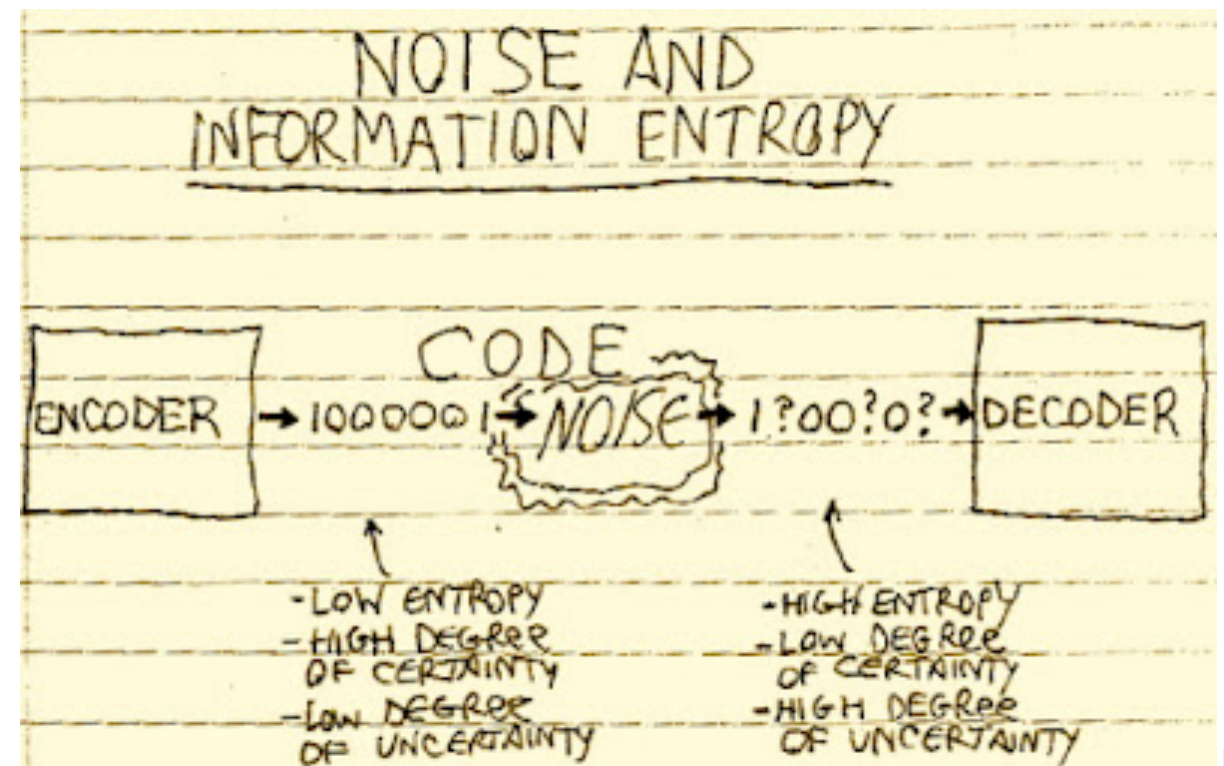 NOISE AND
INFORMATION ENTROPY
CODE
ENCODER → 1000001 → NOISE → 1?00?0? → DECODER
-LOW ENTROPY
-HIGH DEGREE
OF CERTAINTY
-LOW DEGREE
OF UNCERTAINTY
-HIGH ENTROPY
-LOW DEGREE
OF CERTAINTY
-HIGH DEGREE
OF UNCERTAINTY